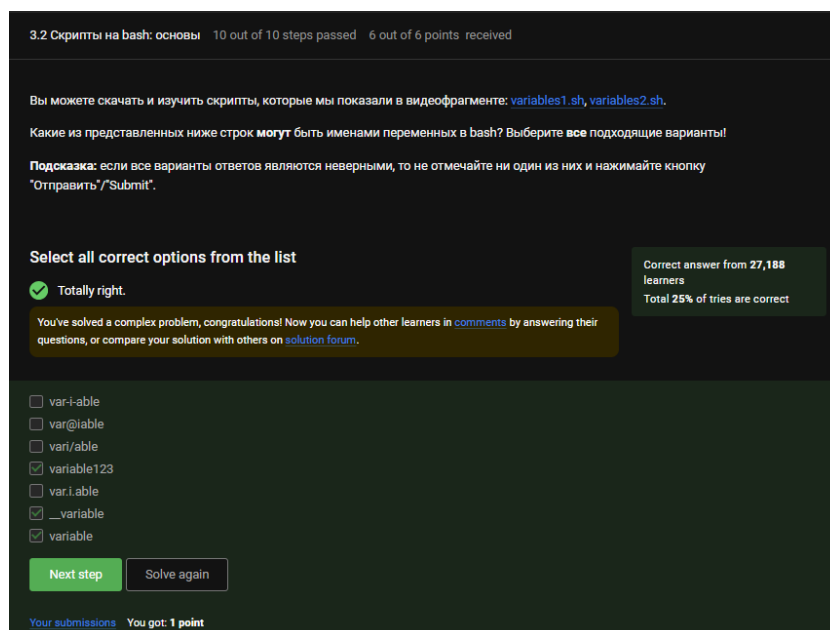 3.2 Скрипты на bash: основы 10 out of 10 steps passed 6 out of 6 points received
Вы можете скачать и изучить скрипты, которые мы показали в видеофрагменте: variables1.sh, variables2.sh.
Какие из представленных ниже строк могут быть именами переменных в bash? Выберите все подходящие варианты!
Подсказка: если все варианты ответов являются неверными, то не отмечайте ни один из них и нажимайте кнопку
"Отправить"/"Submit".
Select all correct options from the list
Totally right.
You've solved a complex problem, congratulations! Now you can help other learners in comments by answering their
questions, or compare your solution with others on solution forum.
Correct answer from 27,188
learners
Total 25% of tries are correct
var-i-able
var@iable
vari/able
variable123
var.i.able
__variable
variable
Next step Solve again
Your submissions You got: 1 point